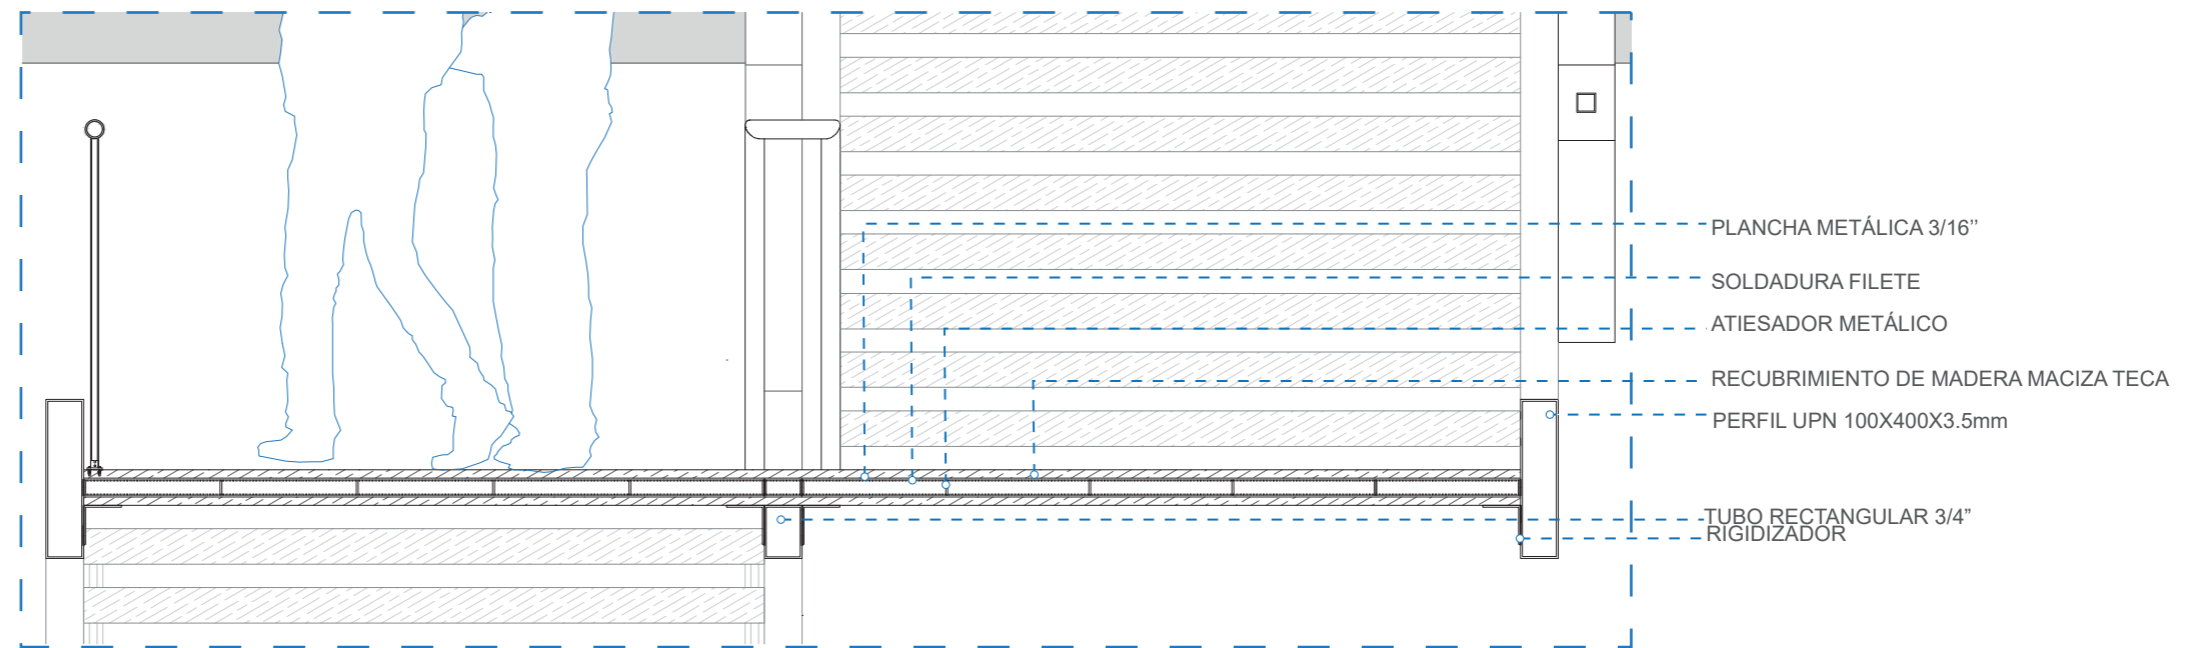 PLANCHA METÁLICA 3/16’’
SOLDADURA FILETE
ATIESADOR METÁLICO
RECUBRIMIENTO DE MADERA MACIZA TECA
PERFIL UPN 100X400X3.5mm
TUBO RECTANGULAR 3/4”
RIGIDIZADOR